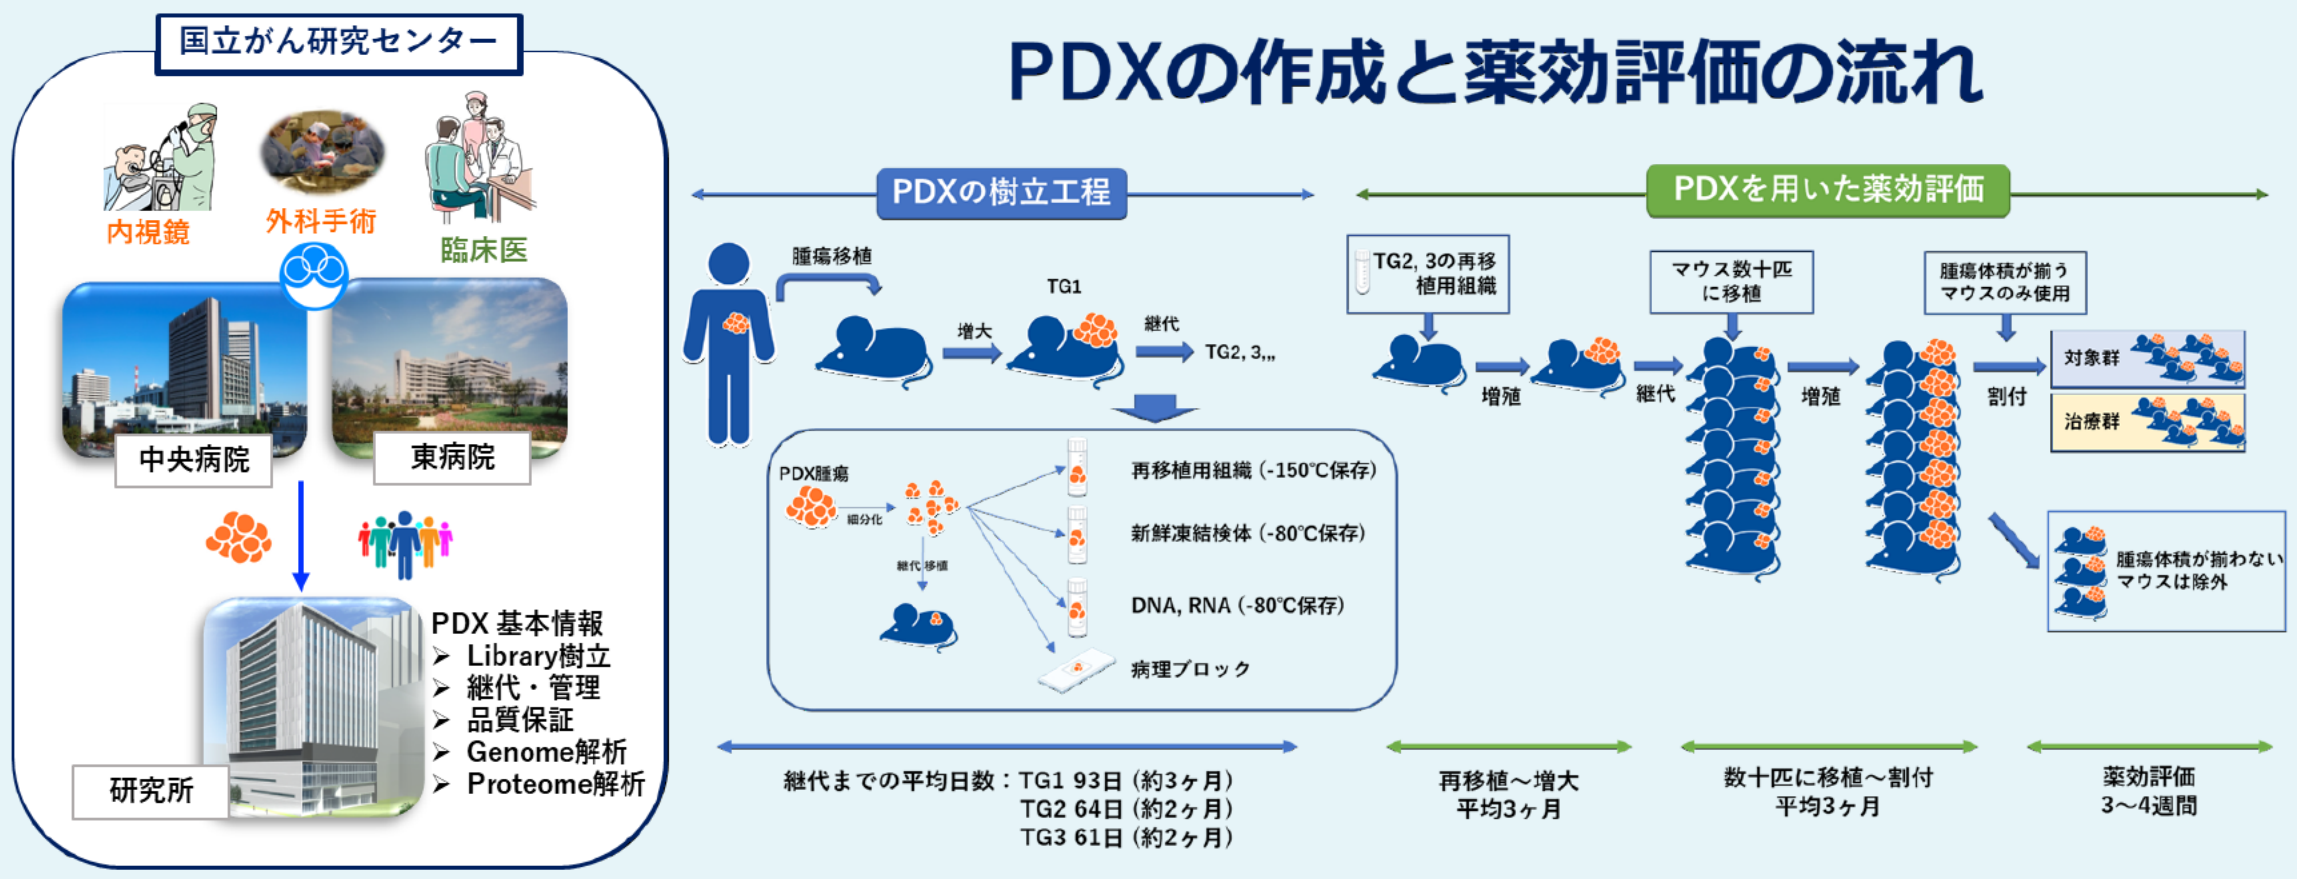 国立がん研究センター
内視鏡
外科手術
臨床医
中央病院
東病院
研究所
PDX 基本情報
➢ Library樹立
➢ 継代・管理
➢ 品質保証
➢ Genome解析
➢ Proteome解析
PDXの作成と薬効評価の流れ
PDXの樹立工程
腫瘍移植
増大
TG1
継代
TG2, 3,,,
PDX腫瘍
細分化
継代 移植
再移植用組織 (-150℃保存)
新鮮凍結検体 (-80℃保存)
DNA, RNA (-80℃保存)
病理ブロック
継代までの平均日数：TG1 93日 (約3ヶ月)
TG2 64日 (約2ヶ月)
TG3 61日 (約2ヶ月)
PDXを用いた薬効評価
TG2, 3の再移
植用組織
増殖
継代
マウス数十匹
に移植
増殖
腫瘍体積が揃う
マウスのみ使用
割付
対象群
治療群
腫瘍体積が揃わない
マウスは除外
再移植～増大
平均3ヶ月
数十匹に移植～割付
平均3ヶ月
薬効評価
3～4週間